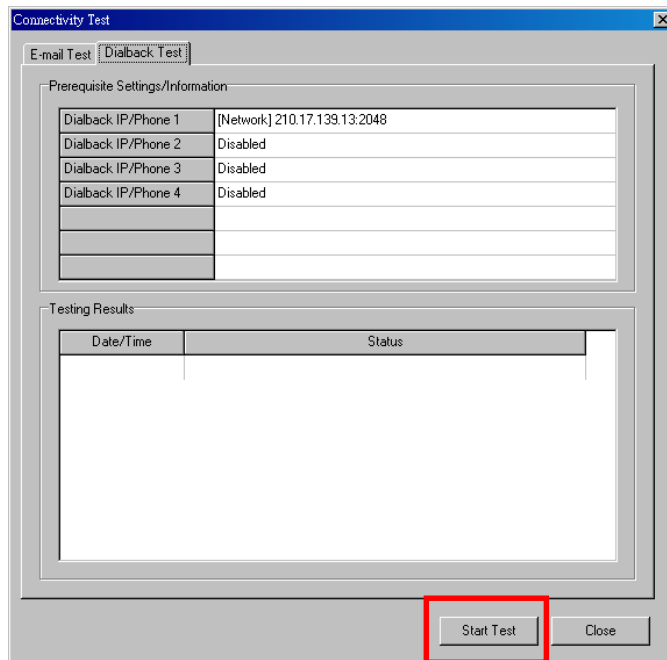 Connectivity Test
E-mail Test Dialback Test
Prerequisite Settings/Information
Dialback IP/Phone 1 [Network] 210.17.139.13:2048
Dialback IP/Phone 2 Disabled
Dialback IP/Phone 3 Disabled
Dialback IP/Phone 4 Disabled
Testing Results
Date/Time Status
Start Test Close